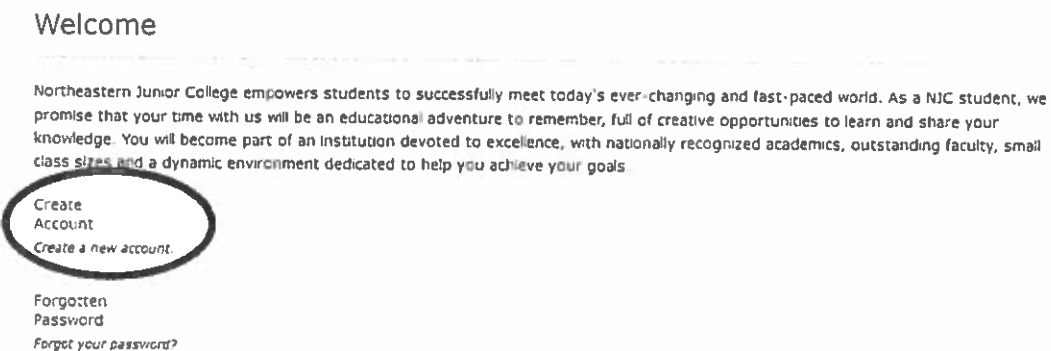 Welcome
Northeastern Junior College empowers students to successfully meet today's ever-changing and fast-paced world. As a NJC student, we
promise that your time with us will be an educational adventure to remember, full of creative opportunities to learn and share your
knowledge. You will become part of an institution devoted to excellence, with nationally recognized academics, outstanding faculty, small
class sizes and a dynamic environment dedicated to help you achieve your goals
Create
Account
Create a new account.
Forgotten
Password
Forgot your password?